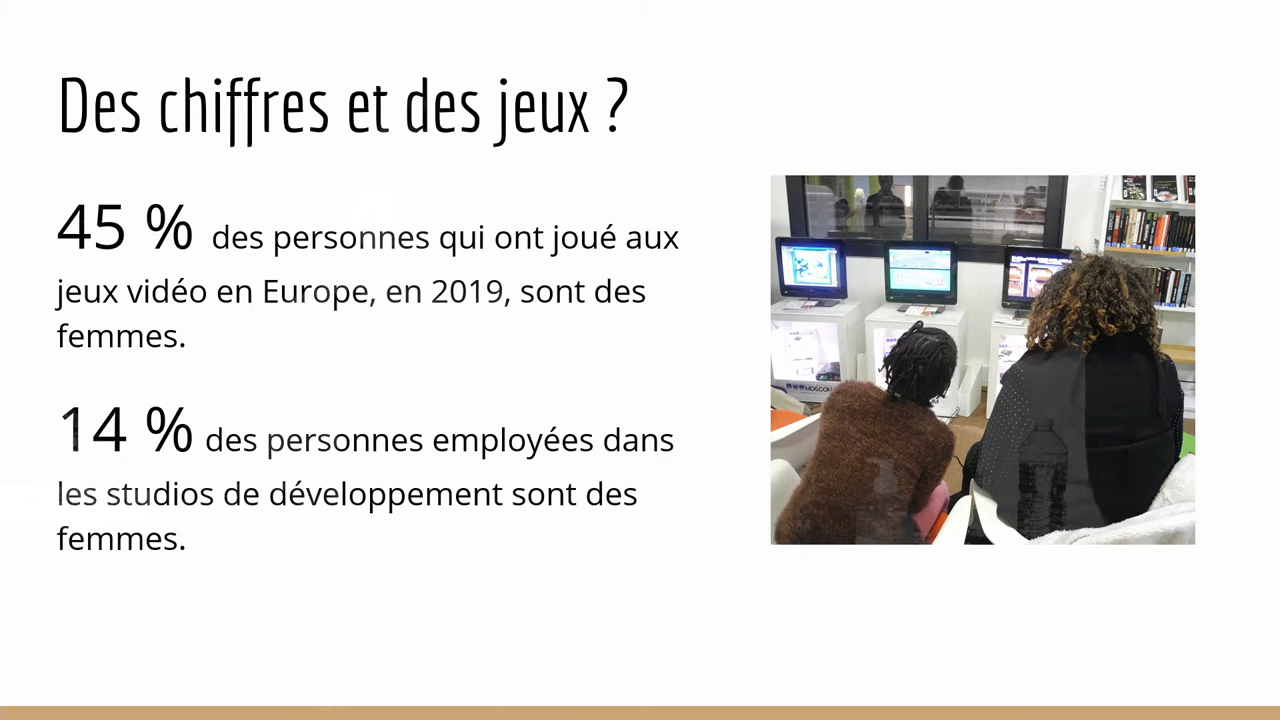 Des chiffres et des jeux ?
45 % des personnes qui ont joué aux
jeux vidéo en Europe, en 2019, sont des
femmes.
14 % des personnes employées dans
les studios de développement sont des
femmes.